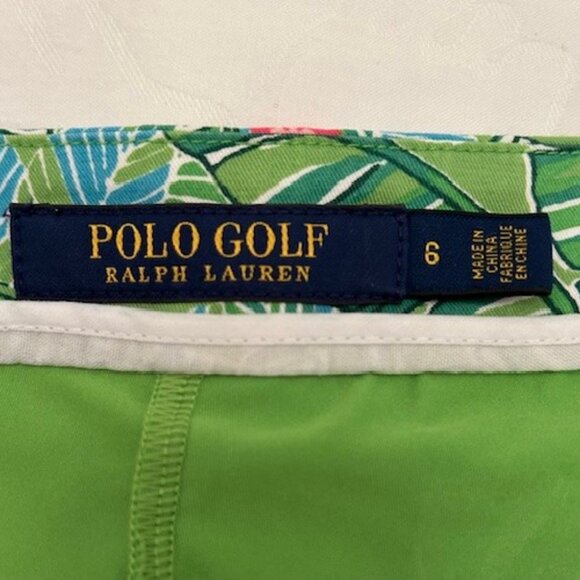 POLO GOLF
RALPH LAUREN
6
MADE IN
CHINA
FABRIQUE
EN CHINE